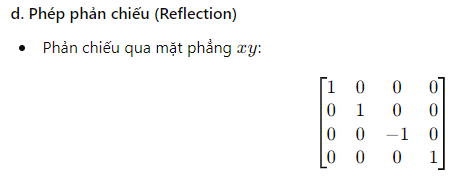 d. Phép phản chiếu (Reflection)
• Phản chiếu qua mặt phẳng xy:
1 0 0 0
0 1 0 0
0 0 −1 0
0 0 0 1